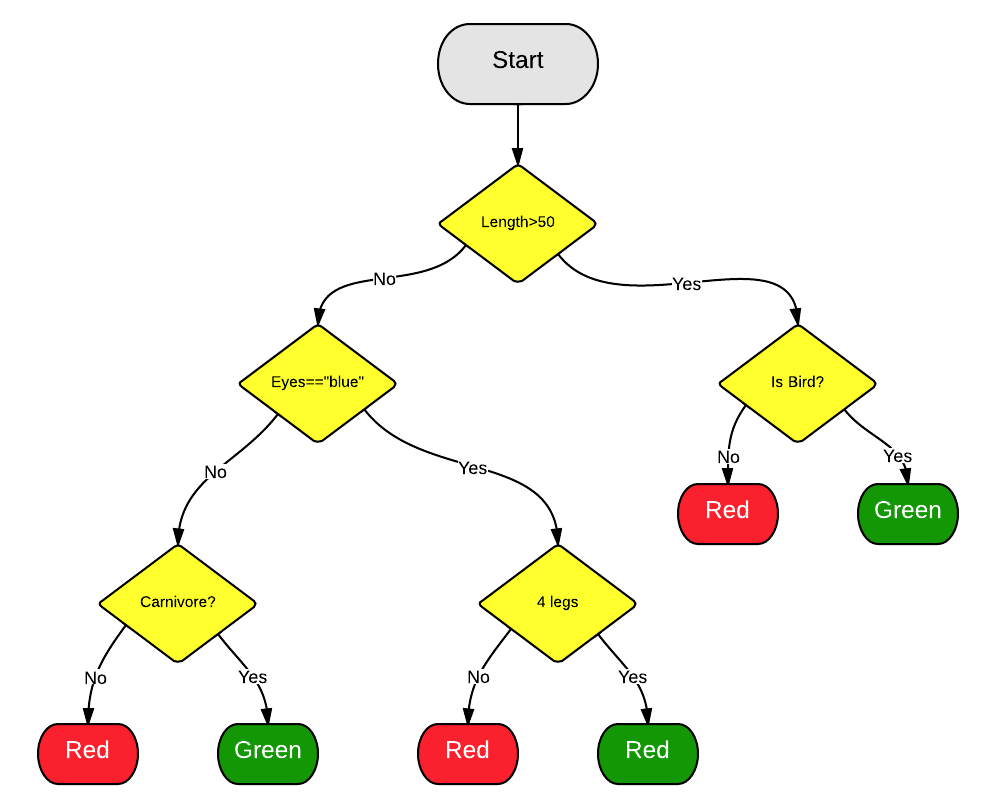 Start
Length>50
No
Yes
Eyes=="blue"
Is Bird?
No
Yes
No
Yes
Red
Green
Carnivore?
4 legs
No
Yes
No
Yes
Red
Green
Red
Red